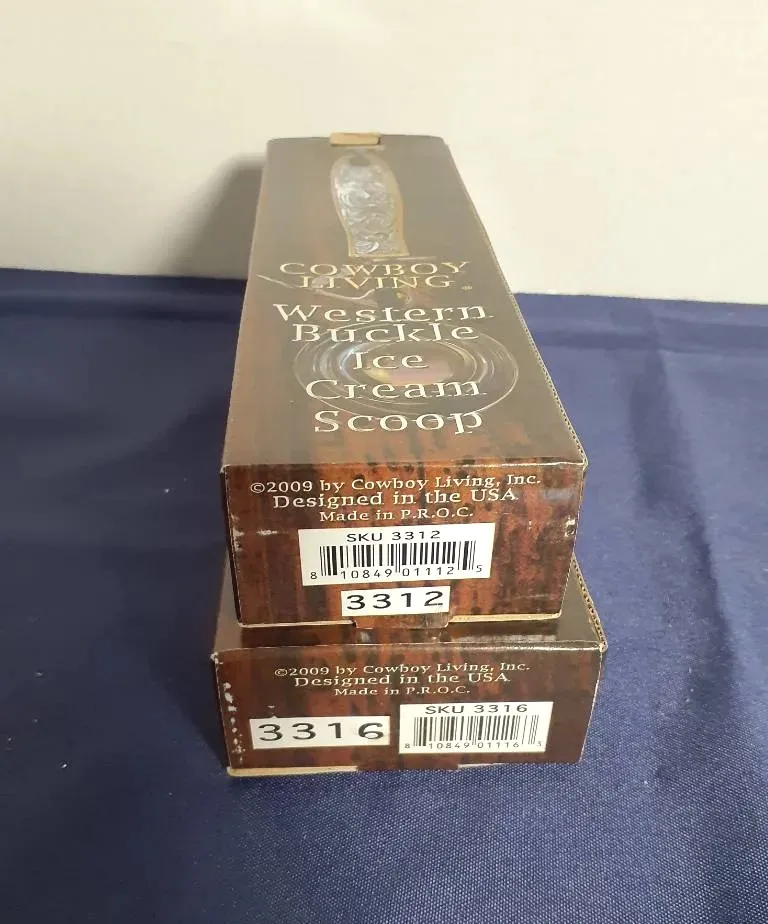 COWBOY
LIVING®
Western
Buckle
Ice
Cream
Scoop
©2009 by Cowboy Living, Inc.
Designed in the USA
Made in P.R.O.C.
SKU 3312
8 10849 01112 5
3312
©2009 by Cowboy Living, Inc.
Designed in the USA
Made in P.R.O.C.
3316
SKU 3316
8 10849 01116 3